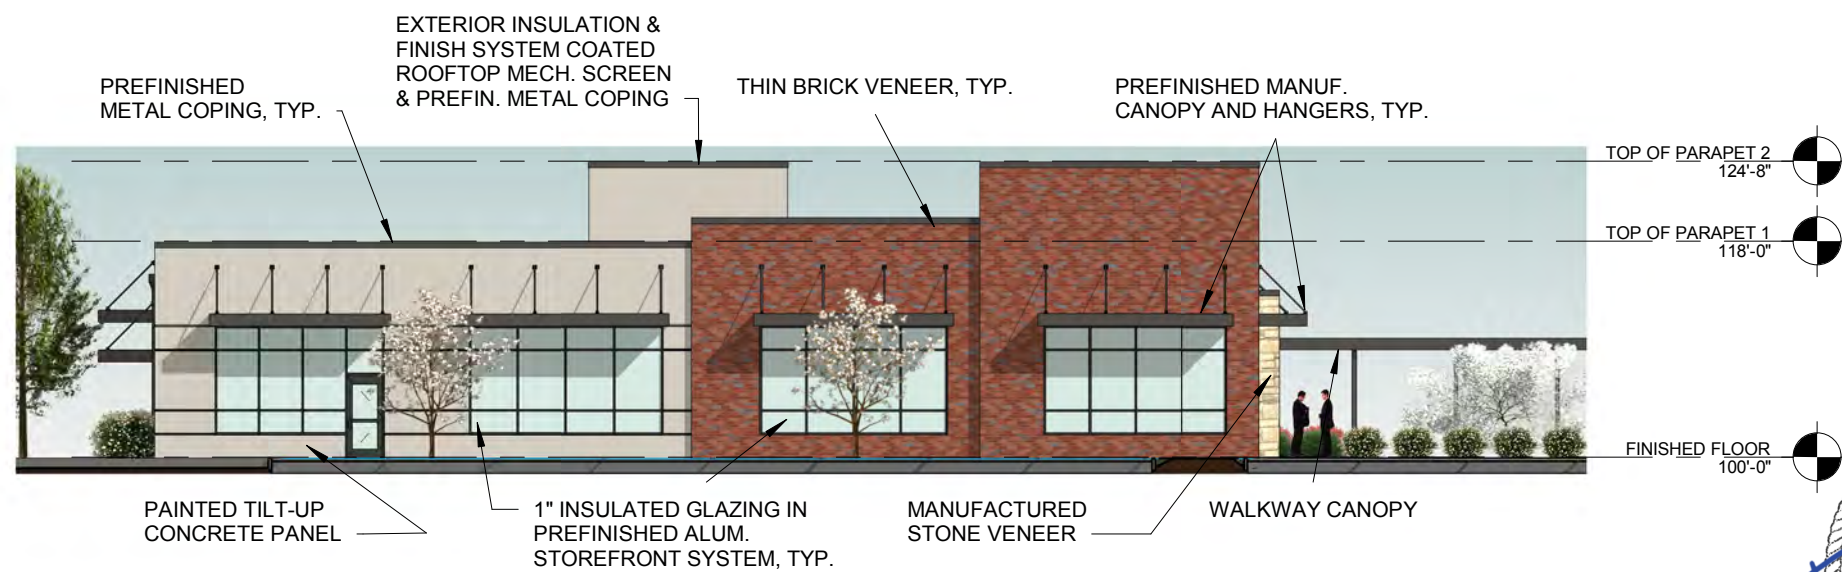 EXTERIOR INSULATION &
FINISH SYSTEM COATED
ROOFTOP MECH. SCREEN
& PREFIN. METAL COPING
PREFINISHED
METAL COPING, TYP.
THIN BRICK VENEER, TYP.
PREFINISHED MANUF.
CANOPY AND HANGERS, TYP.
TOP OF PARAPET 2
124'-8"
TOP OF PARAPET 1
118'-0"
FINISHED FLOOR
100'-0"
PAINTED TILT-UP
CONCRETE PANEL
1" INSULATED GLAZING IN
PREFINISHED ALUM.
STOREFRONT SYSTEM, TYP.
MANUFACTURED
STONE VENEER
WALKWAY CANOPY